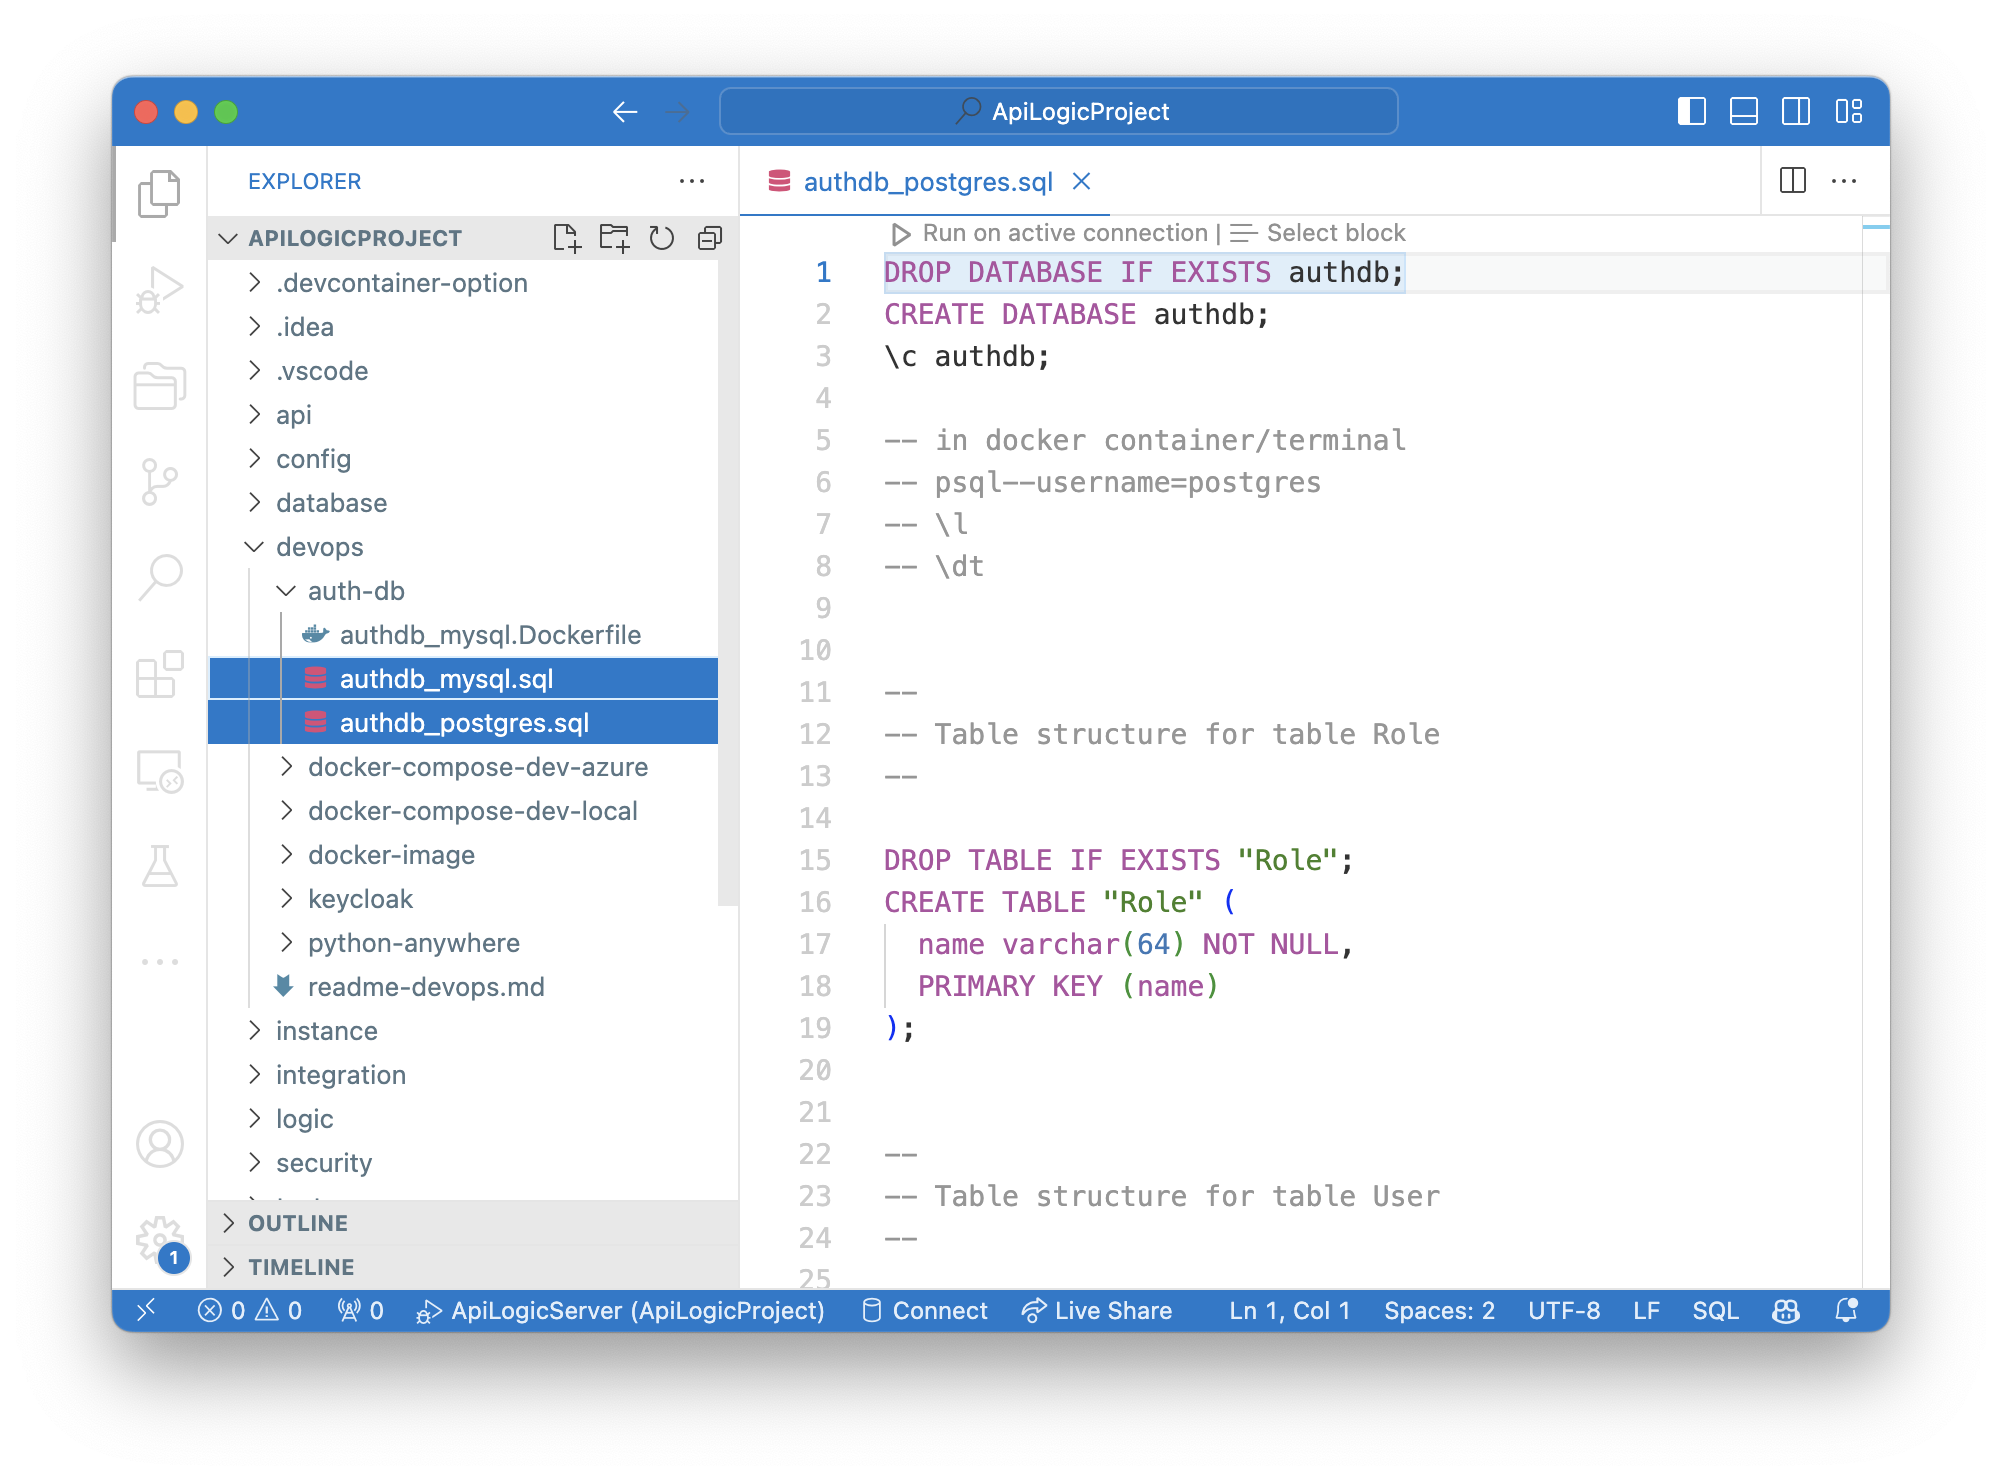 ApiLogicProject
EXPLORER
APILOGICPROJECT
.devcontainer-option
.idea
.vscode
api
config
database
devops
auth-db
authdb_mysql.Dockerfile
authdb_mysql.sql
authdb_postgres.sql
docker-compose-dev-azure
docker-compose-dev-local
docker-image
keycloak
python-anywhere
readme-devops.md
instance
integration
logic
security
OUTLINE
TIMELINE
1
authdb_postgres.sql
Run on active connection | Select block
1 DROP DATABASE IF EXISTS authdb;
2 CREATE DATABASE authdb;
3 \c authdb;
4
5 -- in docker container/terminal
6 -- psql--username=postgres
7 -- \l
8 -- \dt
9
10
11 --
12 -- Table structure for table Role
13 --
14
15 DROP TABLE IF EXISTS "Role";
16 CREATE TABLE "Role" (
17 name varchar(64) NOT NULL,
18 PRIMARY KEY (name)
19 );
20
21
22 --
23 -- Table structure for table User
24 --
25
0 0 0 ApiLogicServer (ApiLogicProject) Connect Live Share Ln 1, Col 1 Spaces: 2 UTF-8 LF SQL